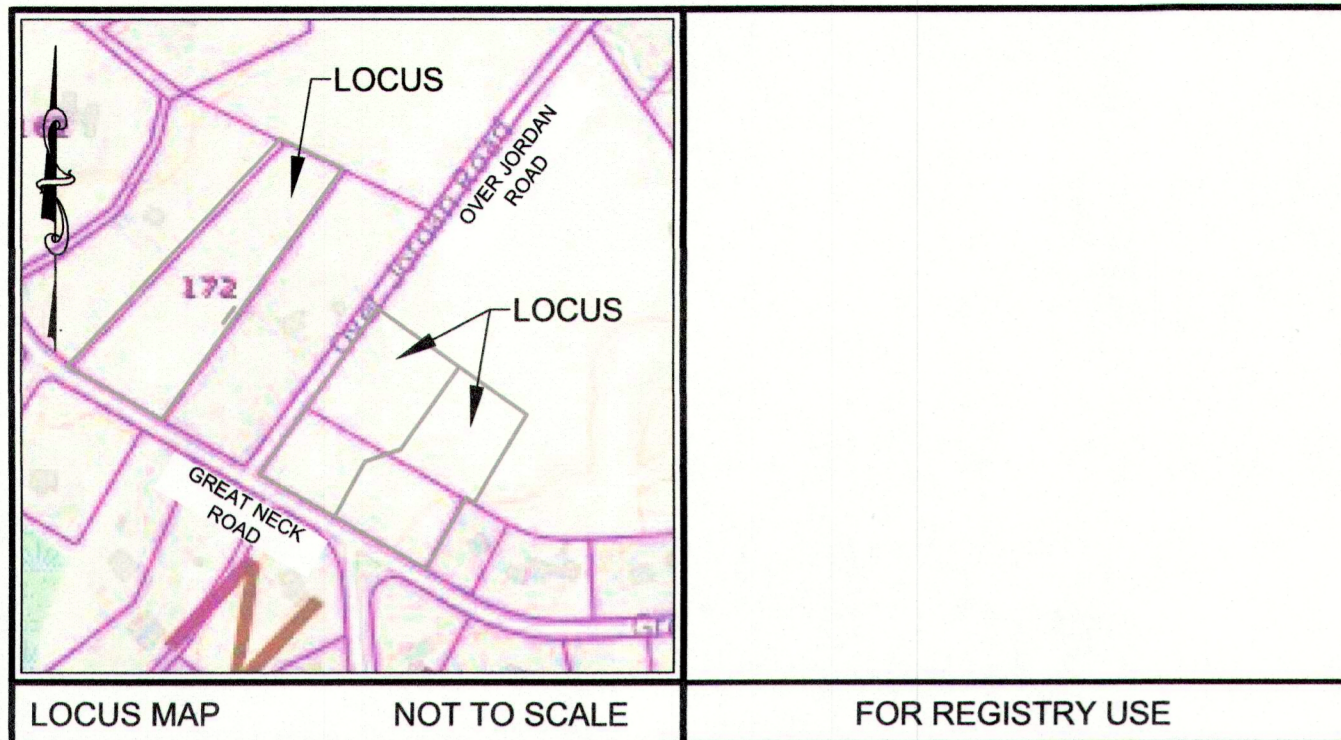 LOCUS
OVER JORDAN
ROAD
172
LOCUS
GREAT NECK
ROAD
LOCUS MAP NOT TO SCALE
FOR REGISTRY USE